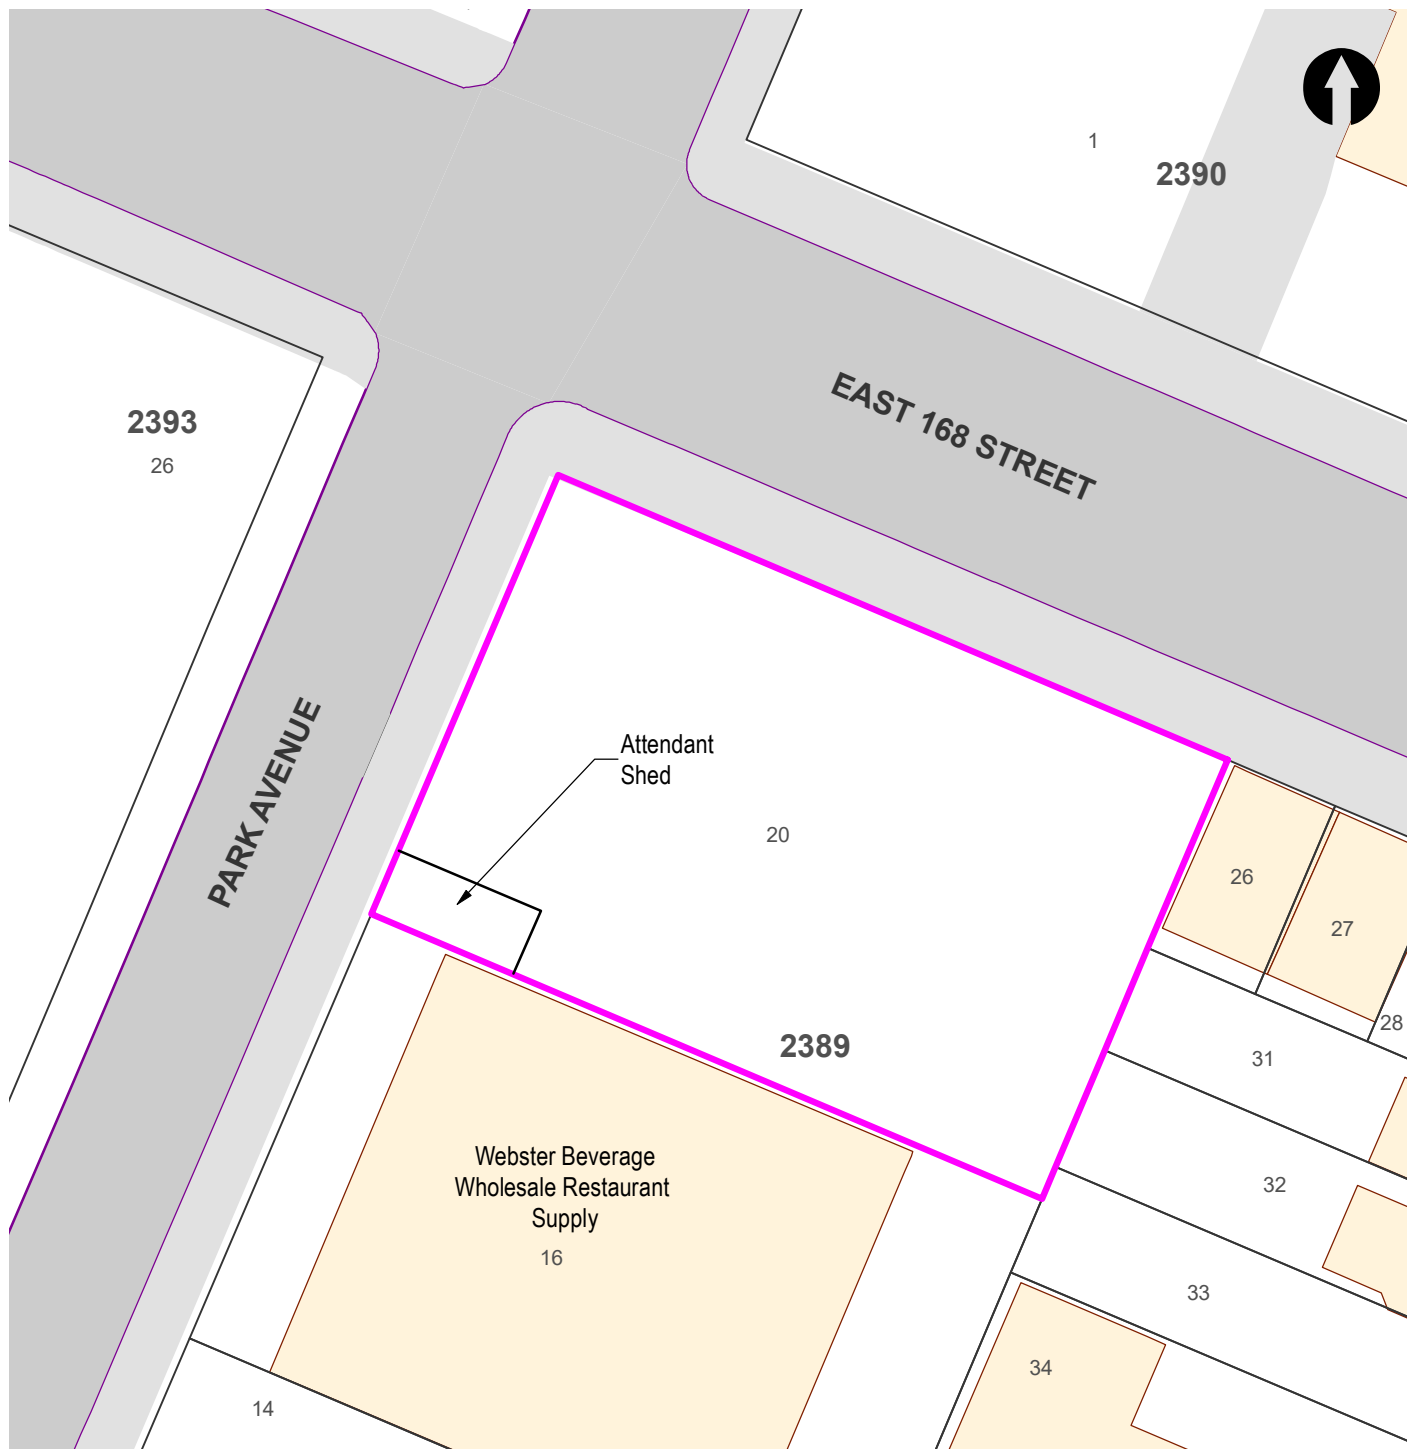 1
2390
EAST 168 STREET
2393
26
PARK AVENUE
Attendant
Shed
20
26
27
28
2389
31
32
33
34
Webster Beverage
Wholesale Restaurant
Supply
16
14